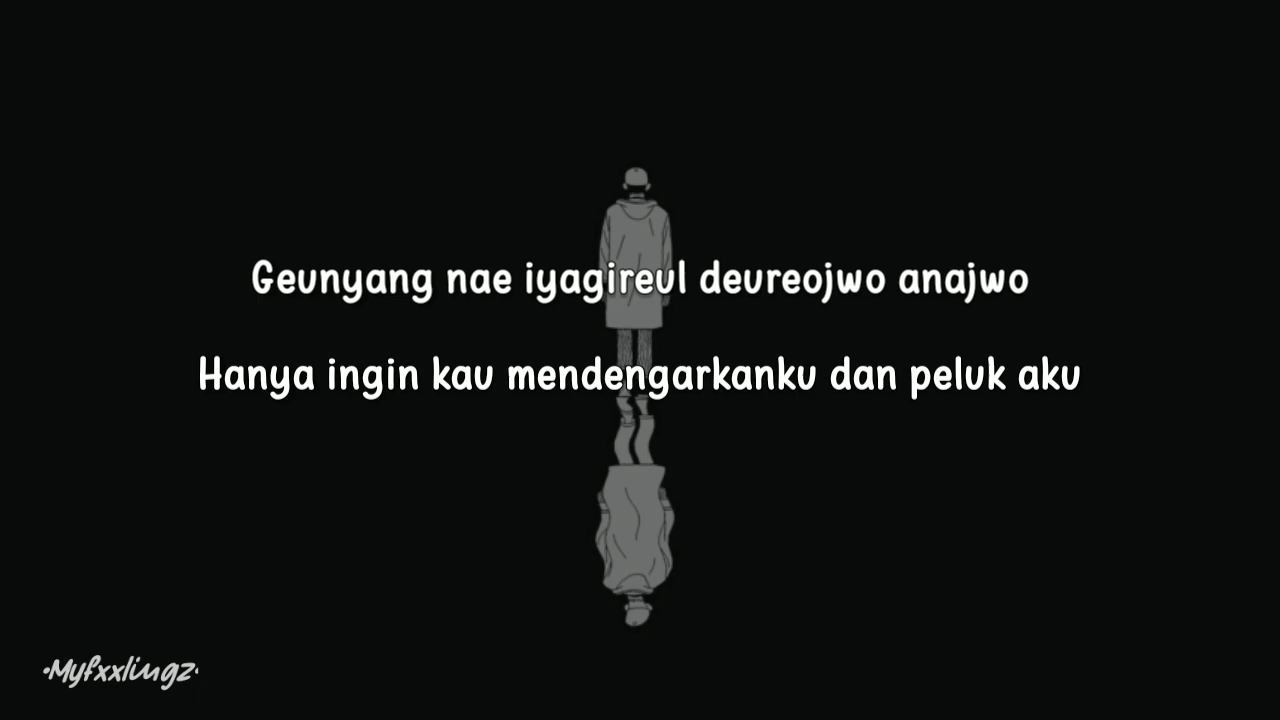 Geunyang nae iyagireul deureojwo anajwo
Hanya ingin kau mendengarkanku dan peluk aku
•Myfxxlingz•